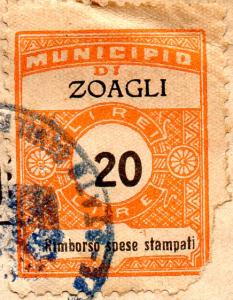 MUNICIPIO
DI
ZOAGLI
LIRE
20
LIRE
Rimborso spese stampati